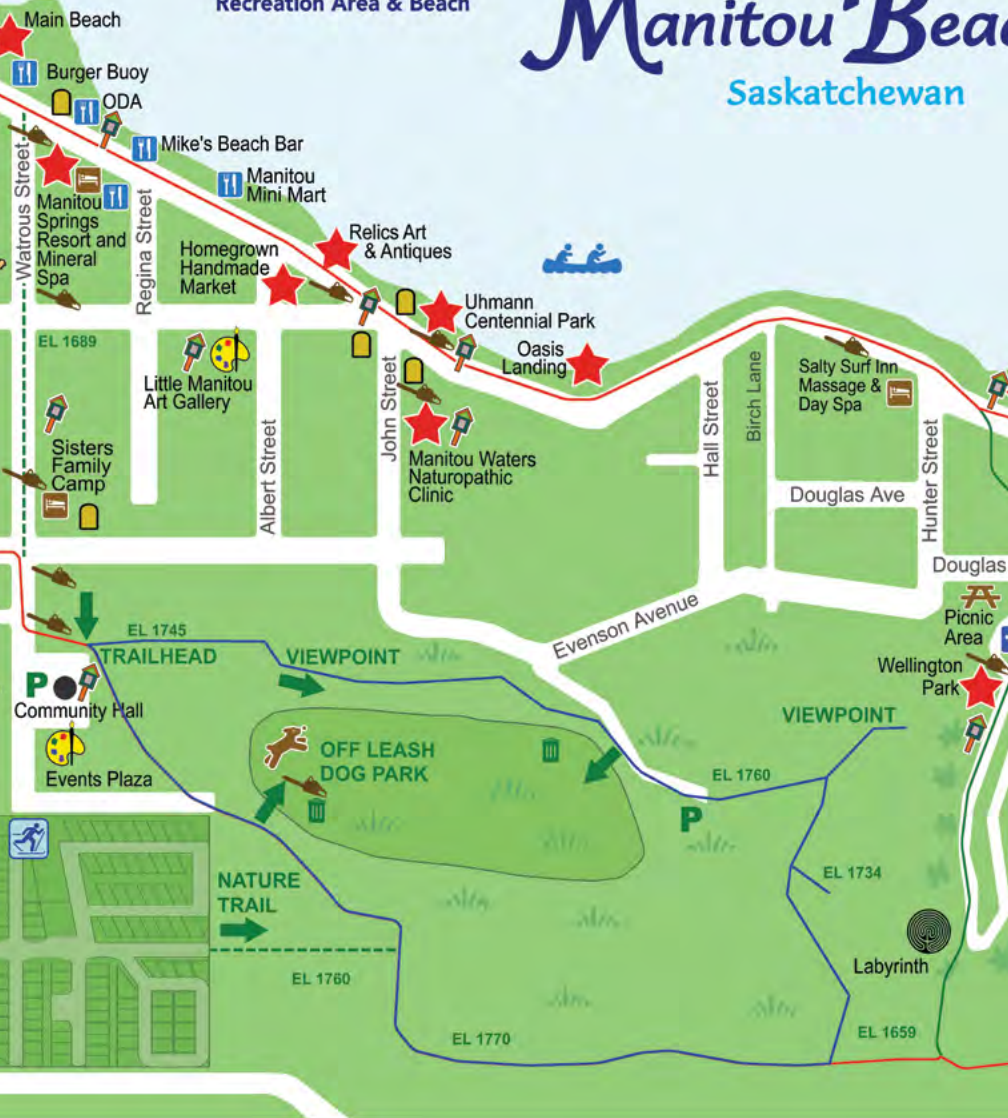 Recreation Area & Beach
Manitou Beac
Saskatchewan
Main Beach
Burger Buoy
ODA
Mike's Beach Bar
Manitou
Mini Mart
Watrous Street
Manitou
Springs
Resort and
Mineral
Spa
Regina Street
Homegrown
Handmade
Market
Relics Art
& Antiques
Uhmann
Centennial Park
Oasis
Landing
EL 1689
Little Manitou
Art Gallery
Albert Street
John Street
Manitou Waters
Naturopathic
Clinic
Hall Street
Birch Lane
Salty Surf Inn
Massage &
Day Spa
Hunter Street
Douglas Ave
Sisters
Family
Camp
Douglas
Evenson Avenue
Picnic
Area
Wellington
Park
EL 1745
TRAILHEAD
VIEWPOINT
P
Community Hall
Events Plaza
OFF LEASH
DOG PARK
VIEWPOINT
EL 1760
P
EL 1734
NATURE
TRAIL
EL 1760
Labyrinth
EL 1770
EL 1659